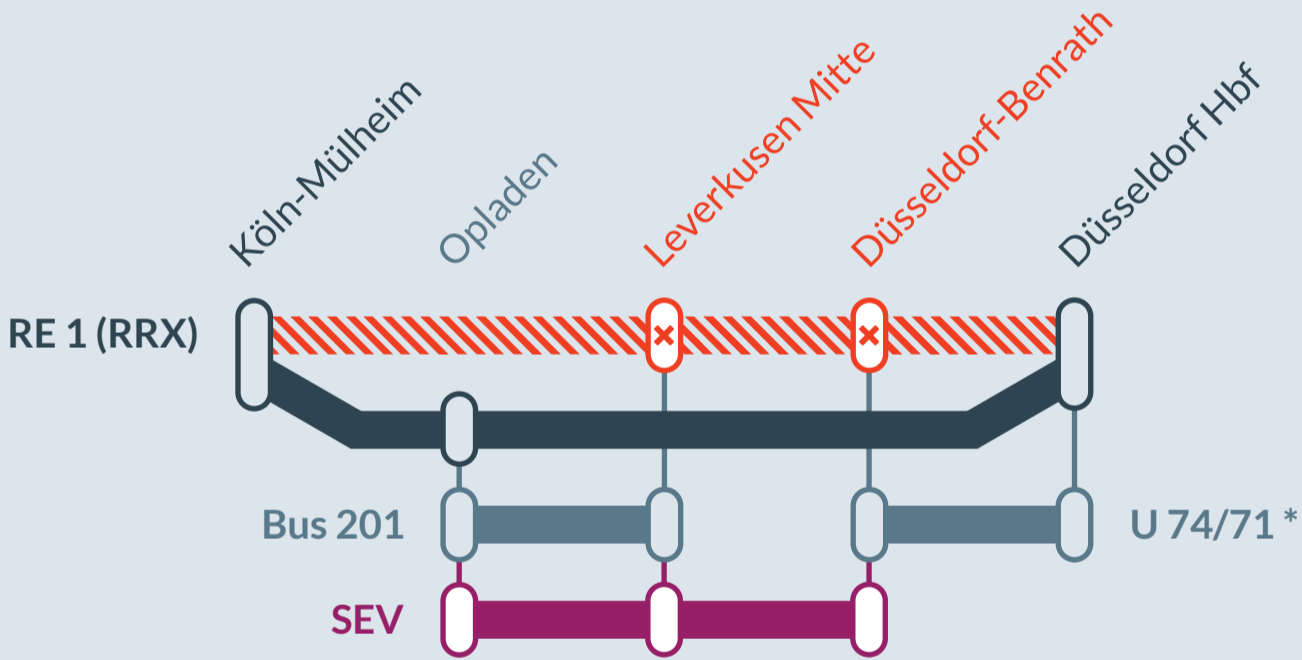 Köln-Mülheim
Opladen
Leverkusen Mitte
Düsseldorf-Benrath
Düsseldorf Hbf
RE 1 (RRX)
Bus 201
U 74/71 *
SEV